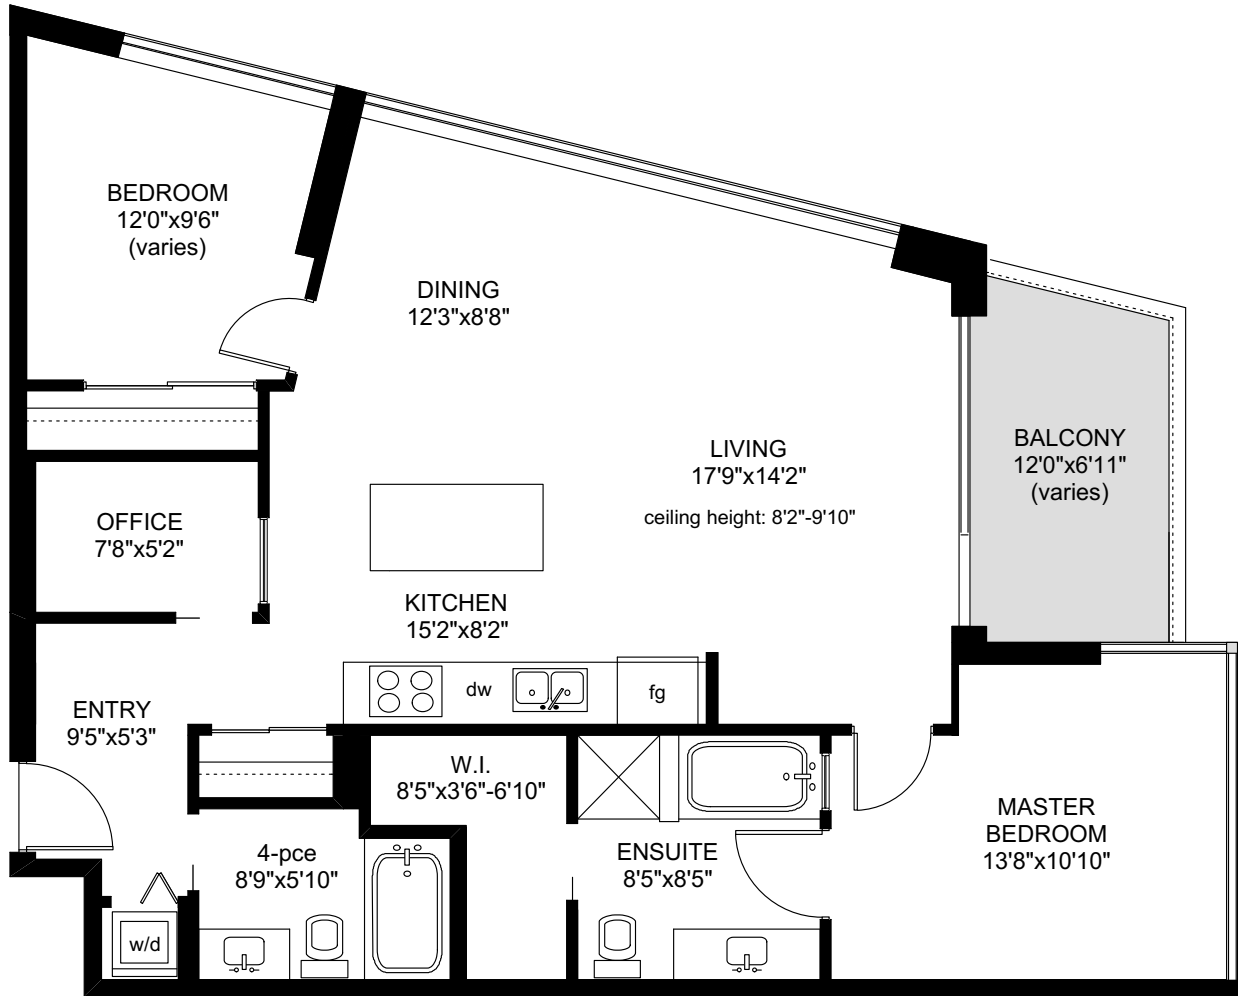 BEDROOM
12'0"x9'6"
(varies)
DINING
12'3"x8'8"
LIVING
17'9"x14'2"
ceiling height: 8'2"-9'10"
BALCONY
12'0"x6'11"
(varies)
OFFICE
7'8"x5'2"
KITCHEN
15'2"x8'2"
dw
fg
ENTRY
9'5"x5'3"
W.I.
8'5"x3'6"-6'10"
MASTER
BEDROOM
13'8"x10'10"
4-pce
8'9"x5'10"
ENSUITE
8'5"x8'5"
w/d